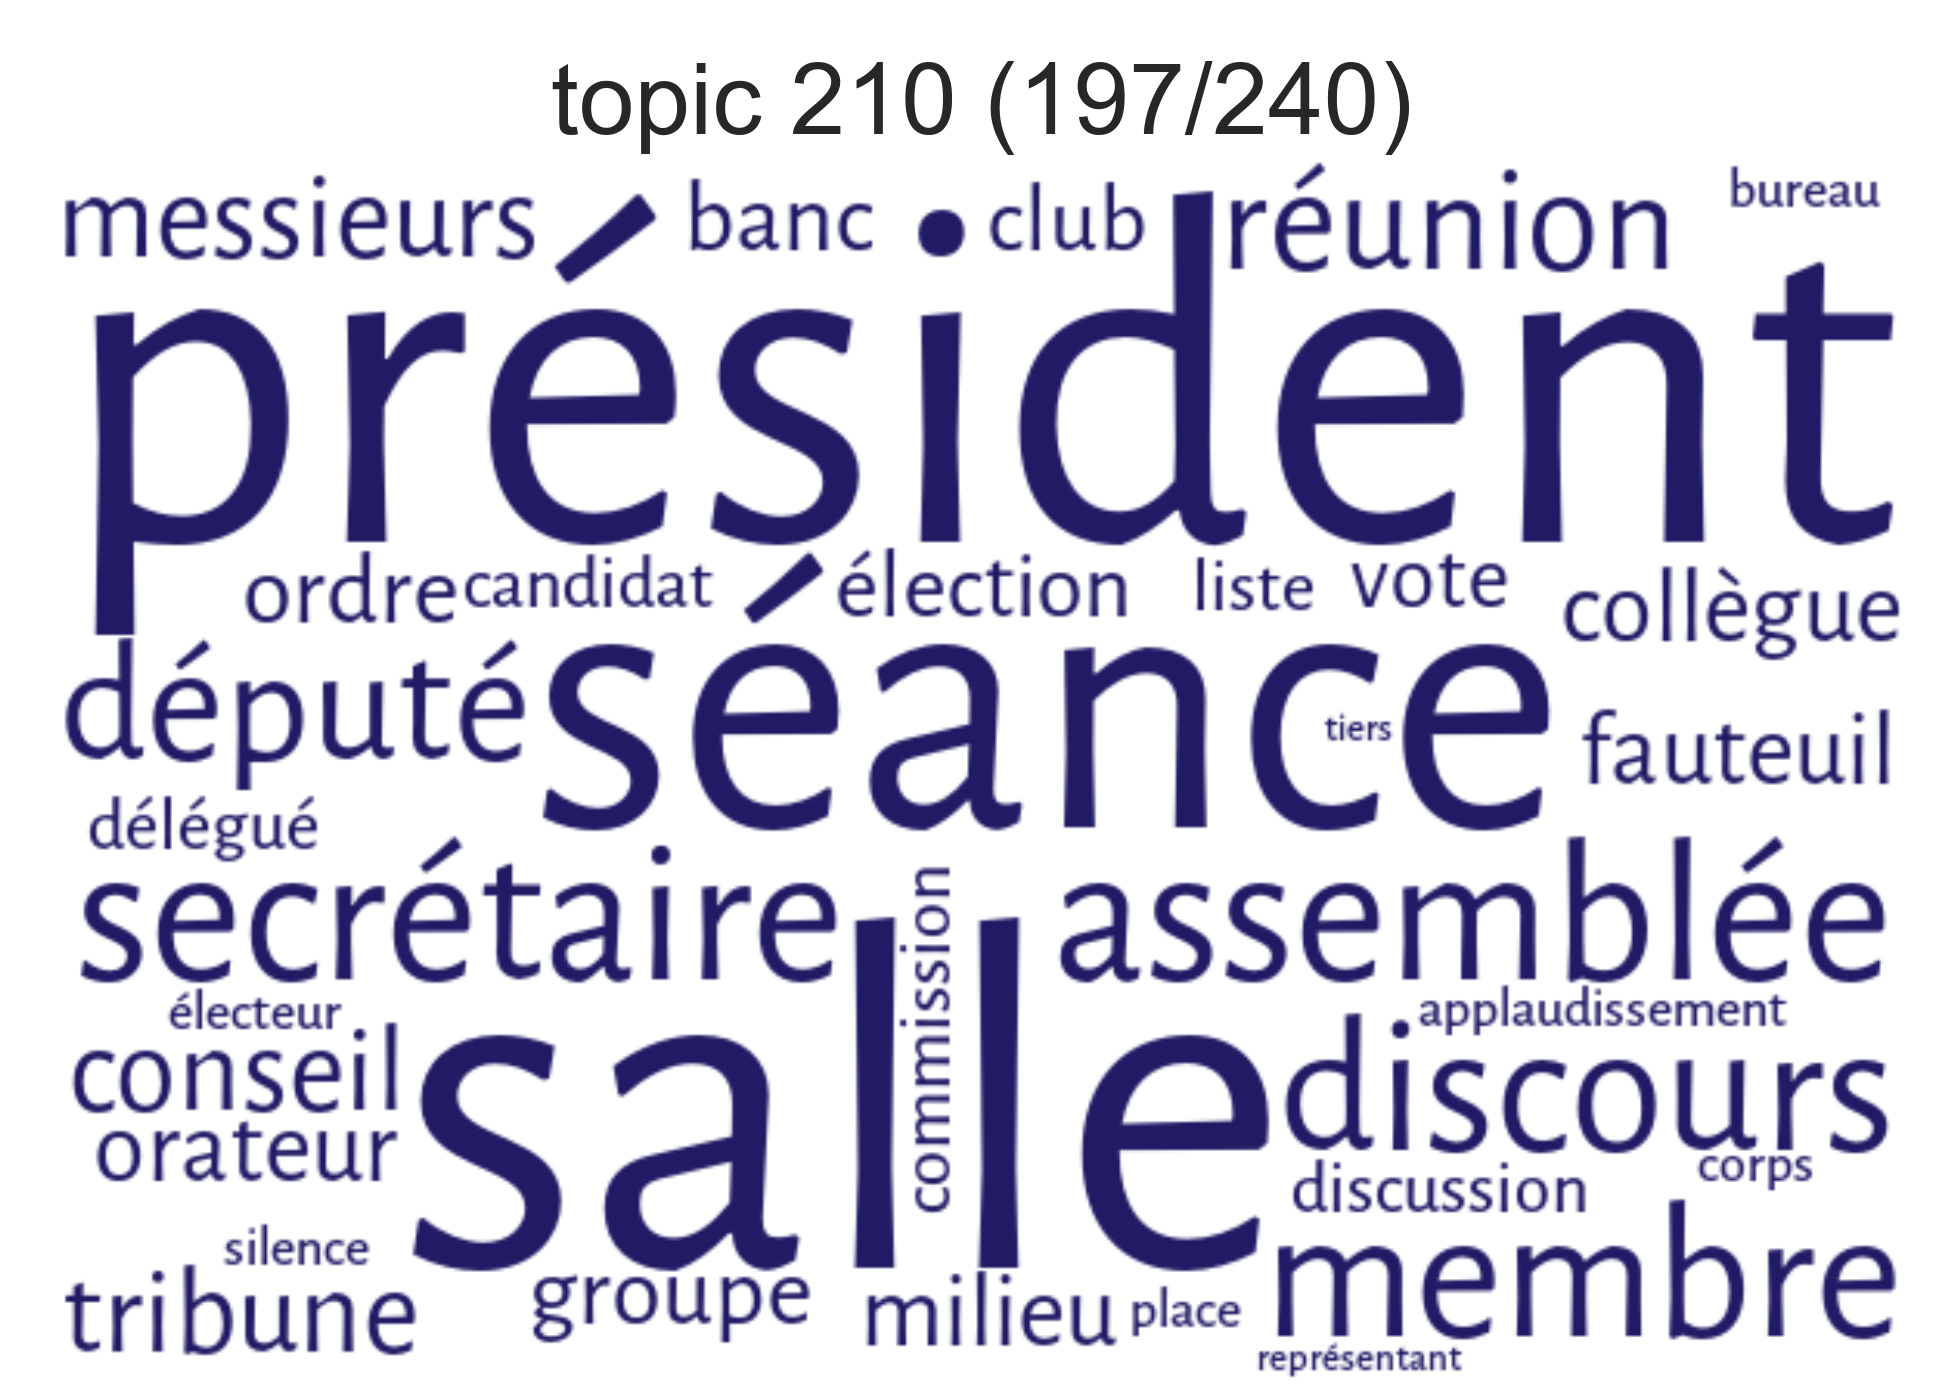 topic 210 (197/240)
messieurs banc club réunion bureau
président
ordre candidat élection liste vote collègue
député séance tiers fauteuil
délégué
secrétaire commission assemblée
électeur applaudissement
conseil salle discours
orateur discussion corps
silence membre
tribune groupe milieu place
représentant